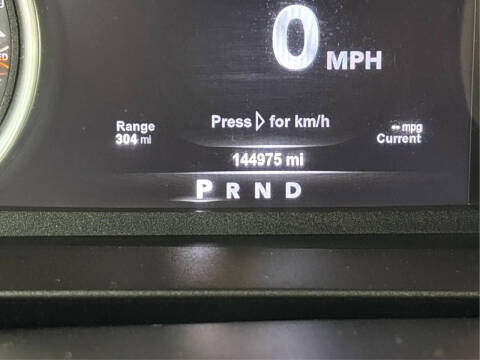 0 MPH
Press ▷ for km/h
Range
304 mi
-- mpg
Current
144975 mi
P R N D